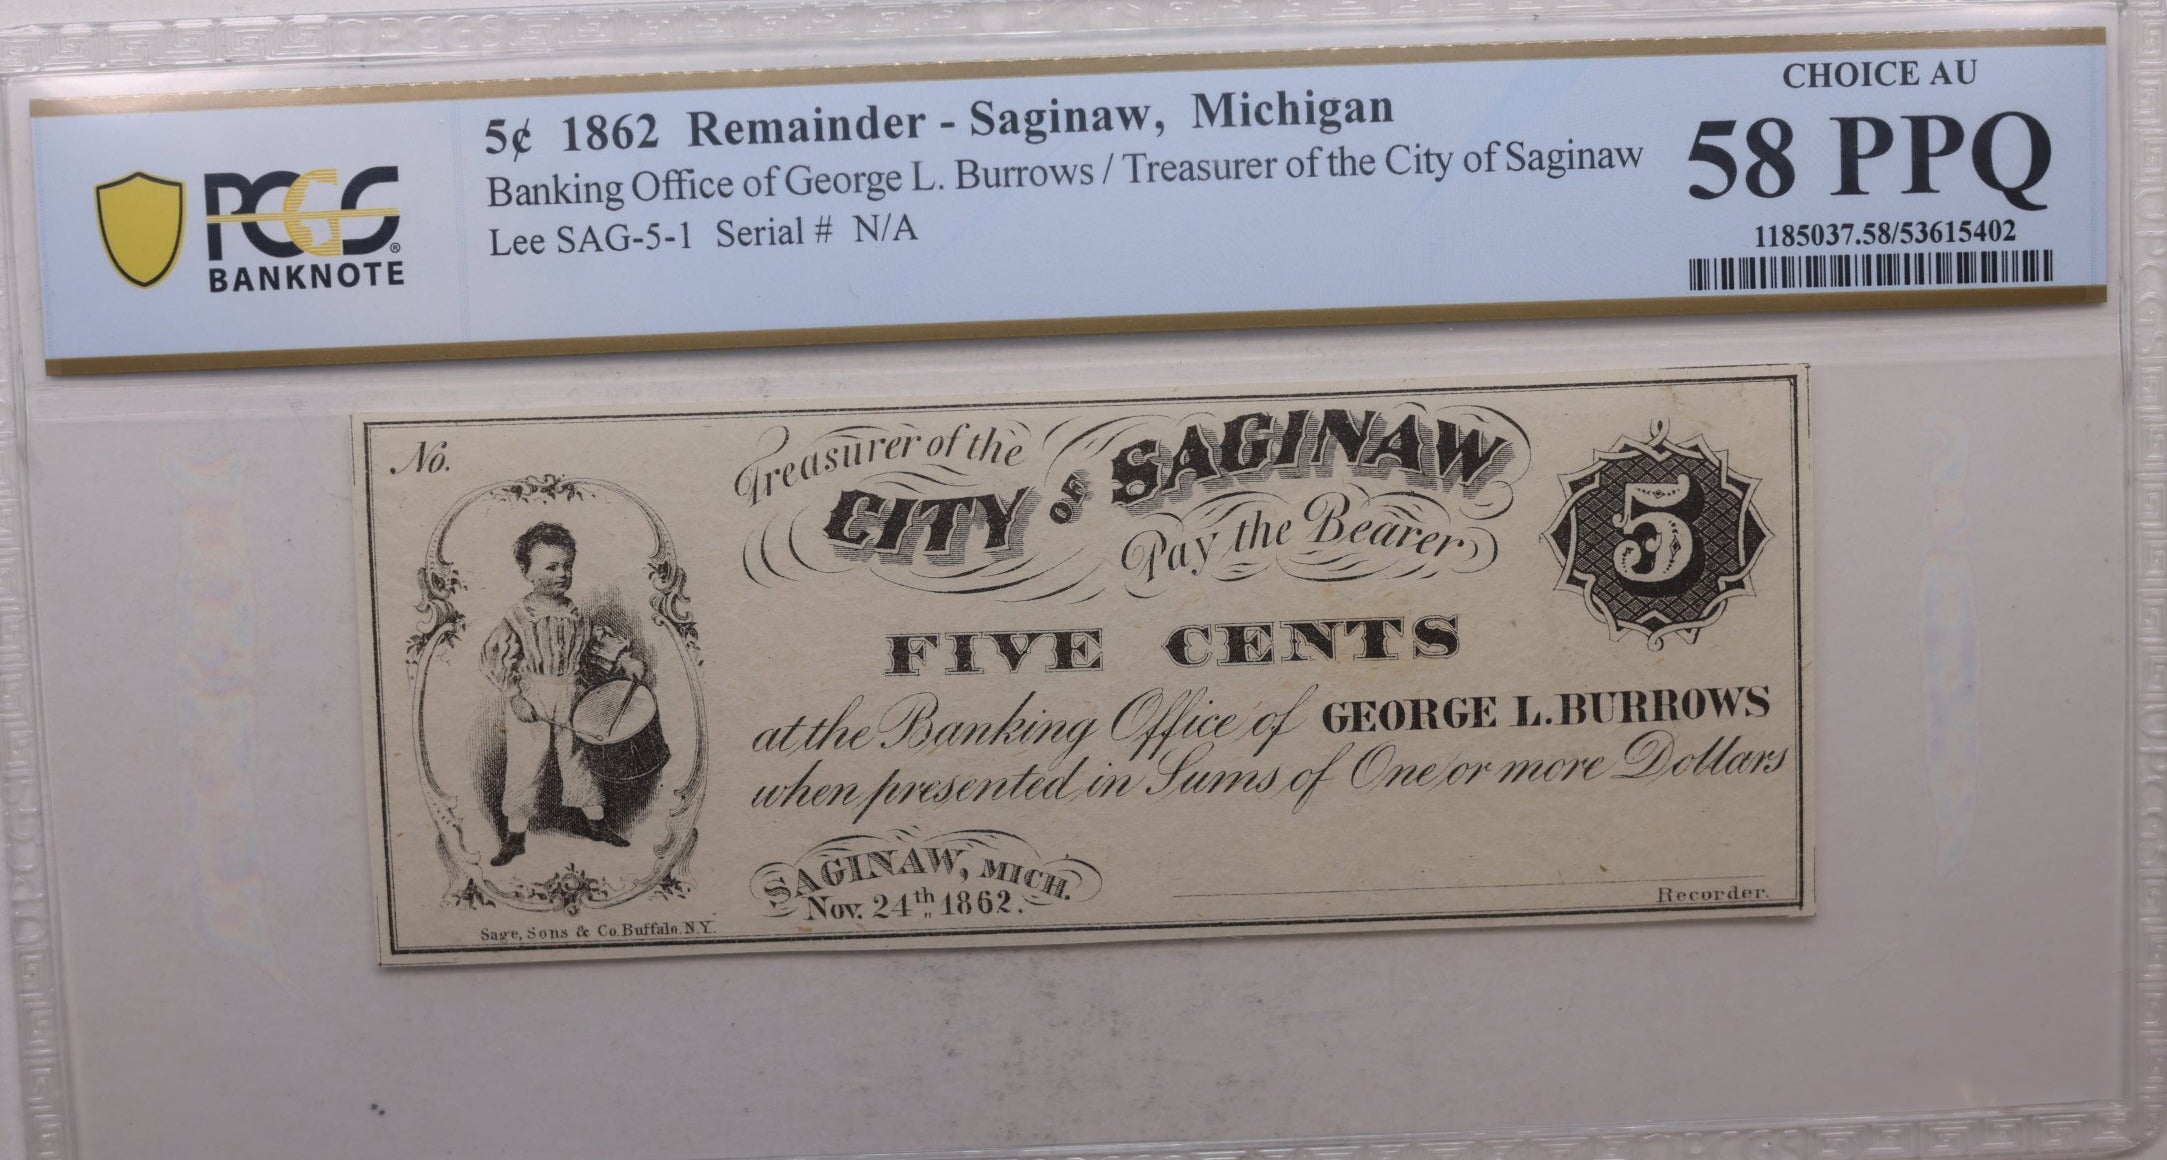 PCGS
BANKNOTE
5¢ 1862 Remainder - Saginaw, Michigan
Banking Office of George L. Burrows / Treasurer of the City of Saginaw
Lee SAG-5-1 Serial # N/A
CHOICE AU
58 PPQ
1185037.58/53615402
No.
Treasurer of the
CITY OF SAGINAW
Pay the Bearer
5
FIVE CENTS
at the Banking Office of GEORGE L. BURROWS
when presented in Sums of One or more Dollars
SAGINAW, MICH.
Nov. 24th 1862.
Recorder.
Sage, Sons & Co. Buffalo, N.Y.